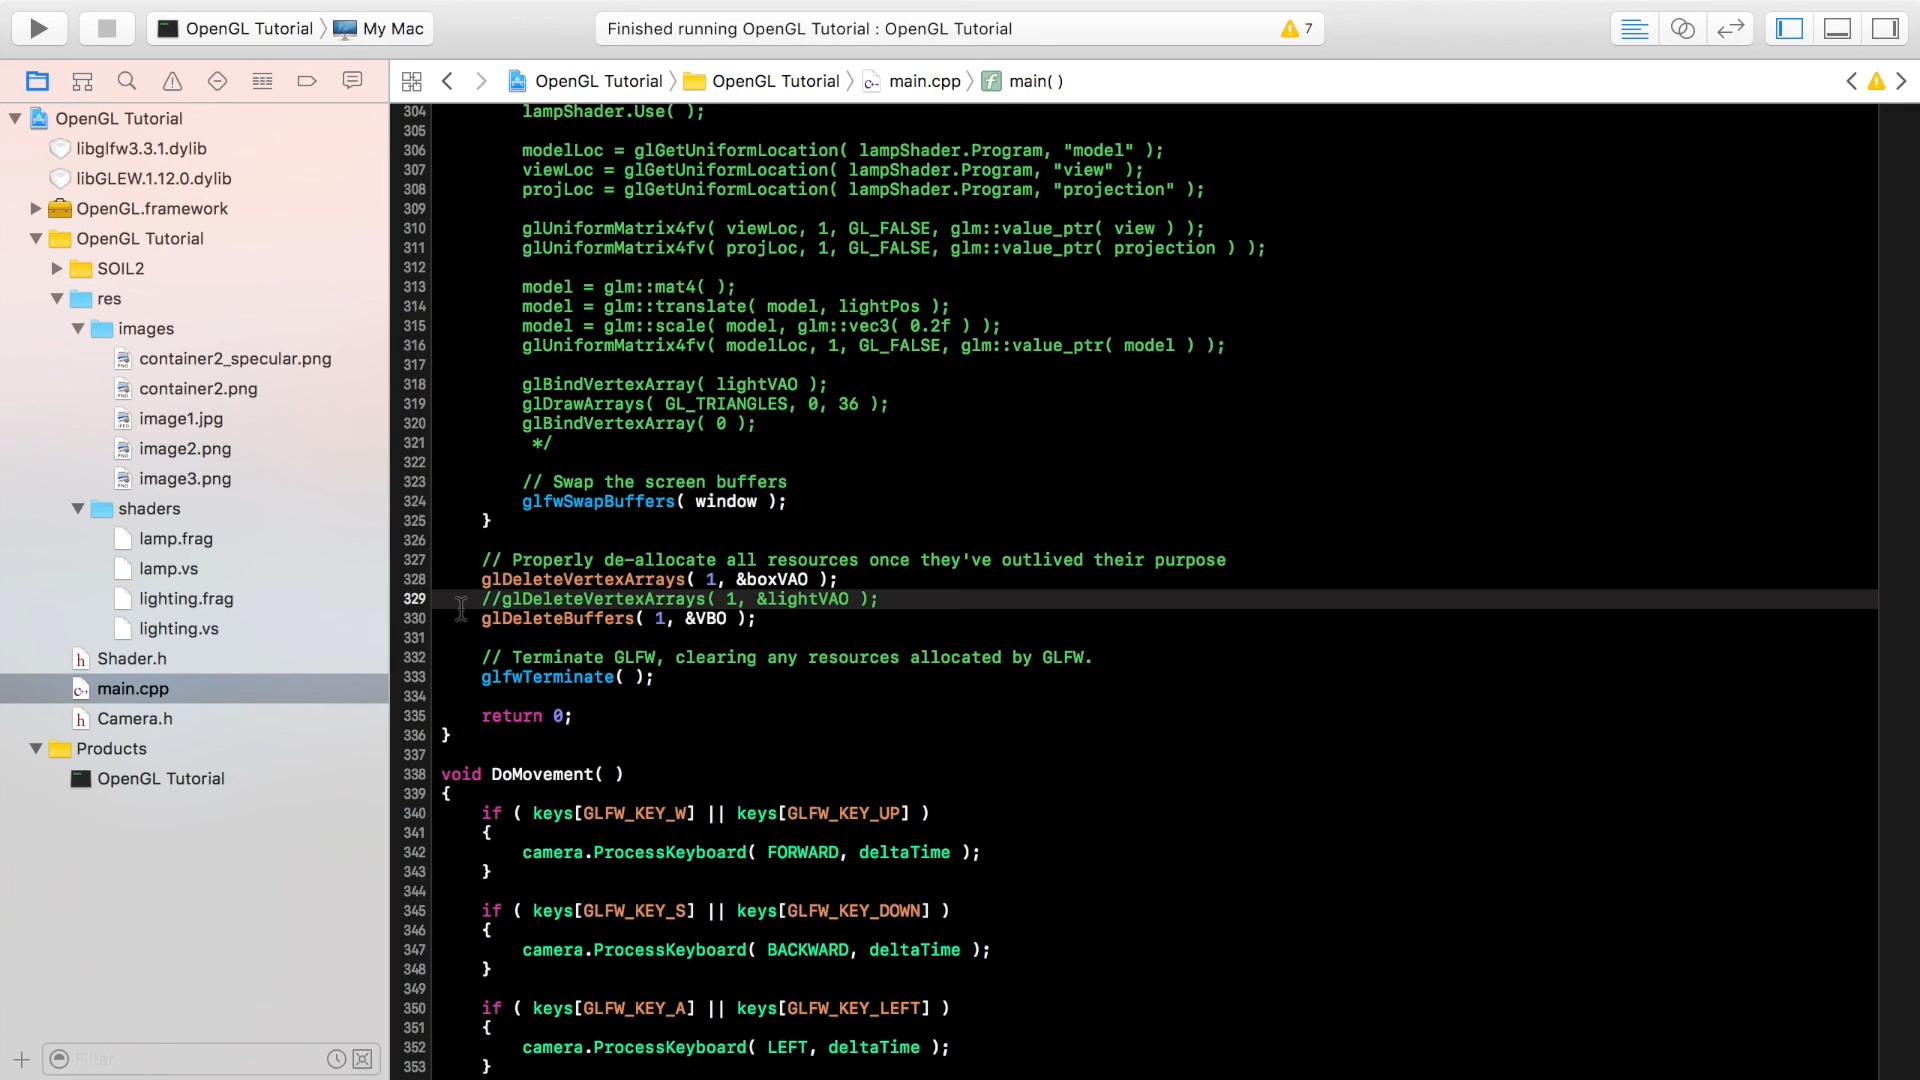 OpenGL Tutorial
My Mac
Finished running OpenGL Tutorial : OpenGL Tutorial
7
OpenGL Tutorial
OpenGL Tutorial
main.cpp
main( )
OpenGL Tutorial
libglfw3.3.1.dylib
libGLEW.1.12.0.dylib
OpenGL.framework
OpenGL Tutorial
SOIL2
res
images
container2_specular.png
container2.png
image1.jpg
image2.png
image3.png
shaders
lamp.frag
lamp.vs
lighting.frag
lighting.vs
Shader.h
main.cpp
Camera.h
Products
OpenGL Tutorial
Filter
304 lampShader.Use( );
305
306 modelLoc = glGetUniformLocation( lampShader.Program, "model" );
307 viewLoc = glGetUniformLocation( lampShader.Program, "view" );
308 projLoc = glGetUniformLocation( lampShader.Program, "projection" );
309
310 glUniformMatrix4fv( viewLoc, 1, GL_FALSE, glm::value_ptr( view ) );
311 glUniformMatrix4fv( projLoc, 1, GL_FALSE, glm::value_ptr( projection ) );
312
313 model = glm::mat4( );
314 model = glm::translate( model, lightPos );
315 model = glm::scale( model, glm::vec3( 0.2f ) );
316 glUniformMatrix4fv( modelLoc, 1, GL_FALSE, glm::value_ptr( model ) );
317
318 glBindVertexArray( lightVAO );
319 glDrawArrays( GL_TRIANGLES, 0, 36 );
320 glBindVertexArray( 0 );
321 */
322
323 // Swap the screen buffers
324 glfwSwapBuffers( window );
325 }
326
327 // Properly de-allocate all resources once they've outlived their purpose
328 glDeleteVertexArrays( 1, &boxVAO );
329 //glDeleteVertexArrays( 1, &lightVAO );
330 glDeleteBuffers( 1, &VBO );
331
332 // Terminate GLFW, clearing any resources allocated by GLFW.
333 glfwTerminate( );
334
335 return 0;
336 }
337
338 void DoMovement( )
339 {
340 if ( keys[GLFW_KEY_W] || keys[GLFW_KEY_UP] )
341 {
342 camera.ProcessKeyboard( FORWARD, deltaTime );
343 }
344
345 if ( keys[GLFW_KEY_S] || keys[GLFW_KEY_DOWN] )
346 {
347 camera.ProcessKeyboard( BACKWARD, deltaTime );
348 }
349
350 if ( keys[GLFW_KEY_A] || keys[GLFW_KEY_LEFT] )
351 {
352 camera.ProcessKeyboard( LEFT, deltaTime );
353 }